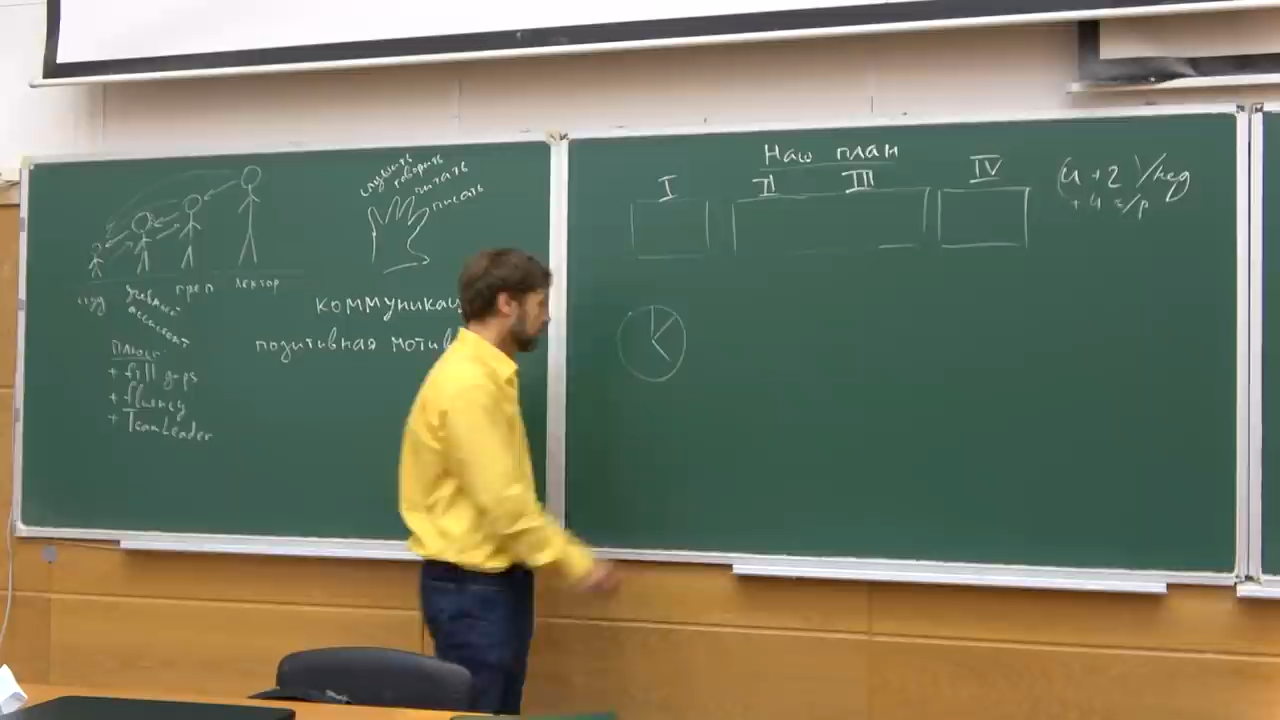 слушать
говорить
читать
писать
студ
учебный
ассистент
преп
лектор
коммуникац
позитивная мотив
плюсы
+ fill gaps
+ fluency
+ TeamLeader
Наш план
I
II
III
IV
(4 + 2)/нед